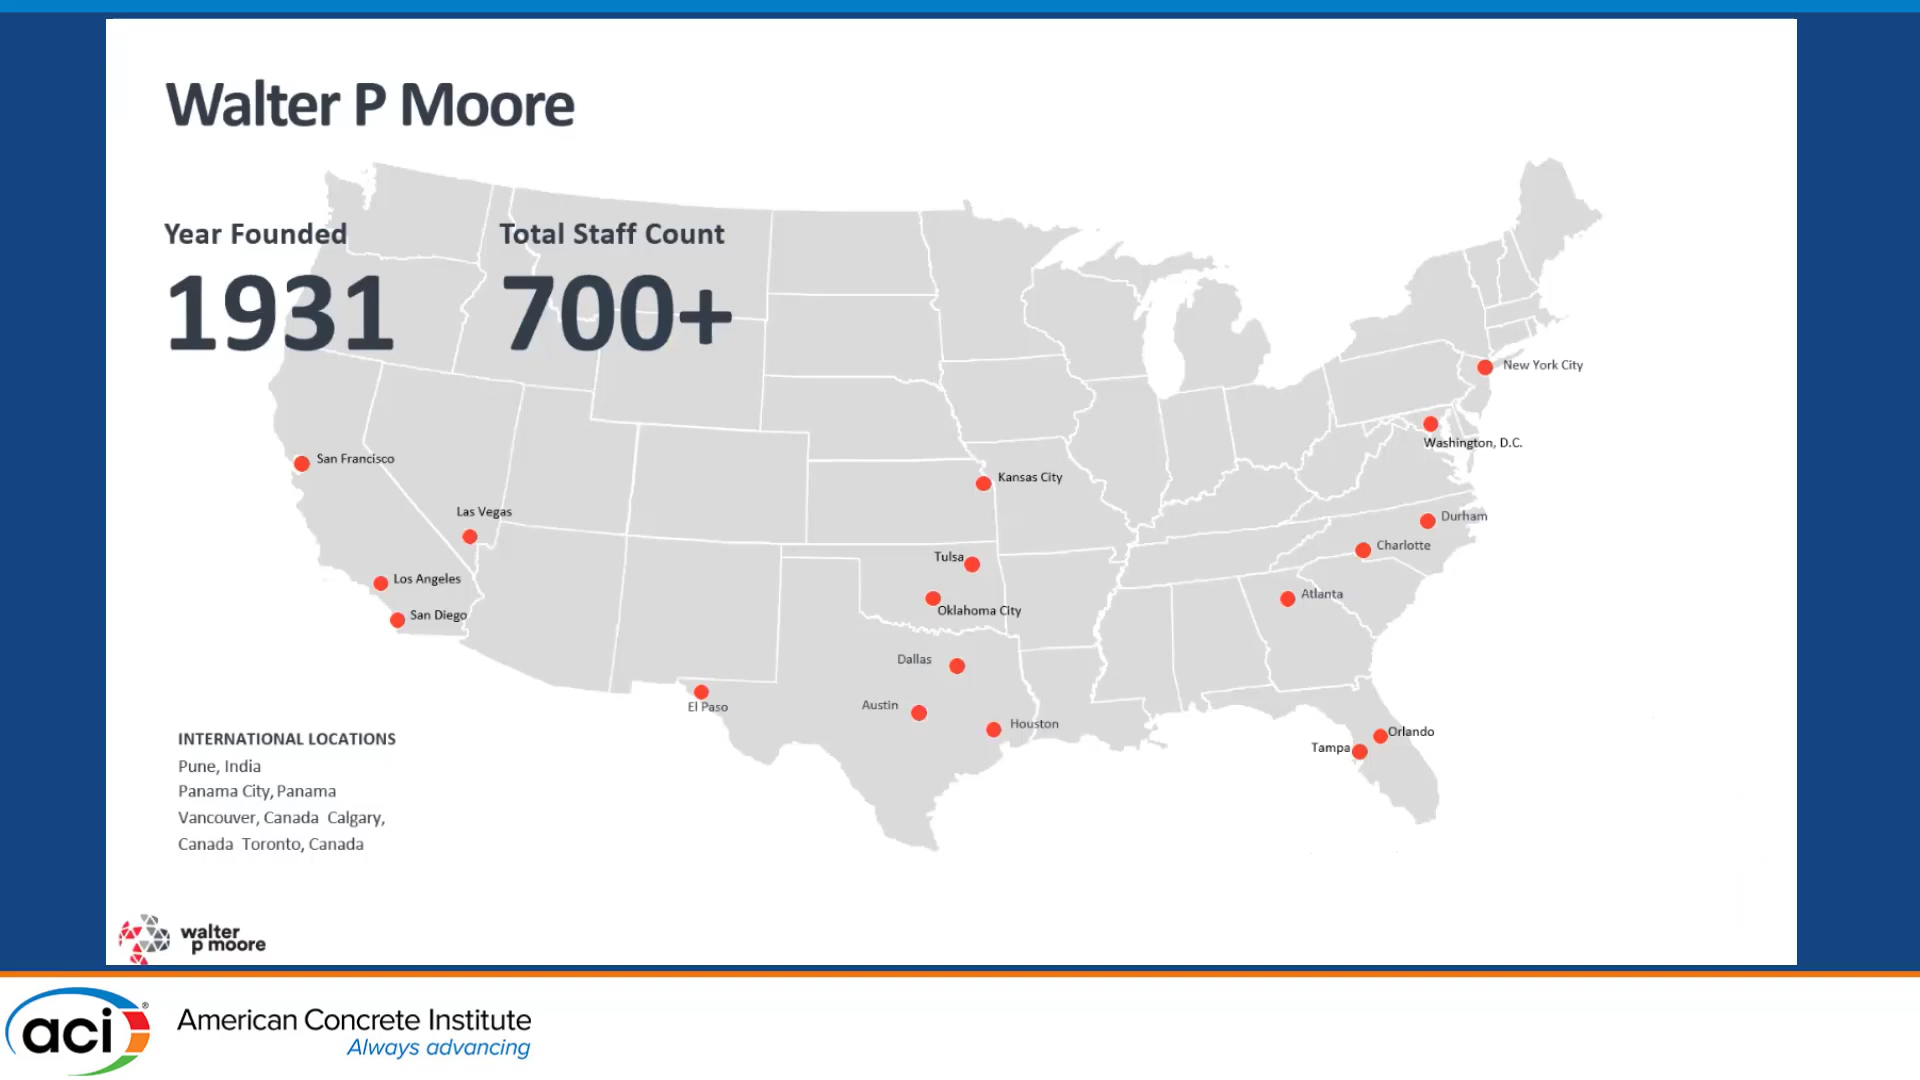 Walter P Moore
Year Founded
1931
Total Staff Count
700+
New York City
Washington, D.C.
San Francisco
Kansas City
Las Vegas
Durham
Charlotte
Tulsa
Los Angeles
Atlanta
Oklahoma City
San Diego
Dallas
El Paso
Austin
Houston
Orlando
Tampa
INTERNATIONAL LOCATIONS
Pune, India
Panama City, Panama
Vancouver, Canada Calgary,
Canada Toronto, Canada
walter
p moore
aci®
American Concrete Institute
Always advancing